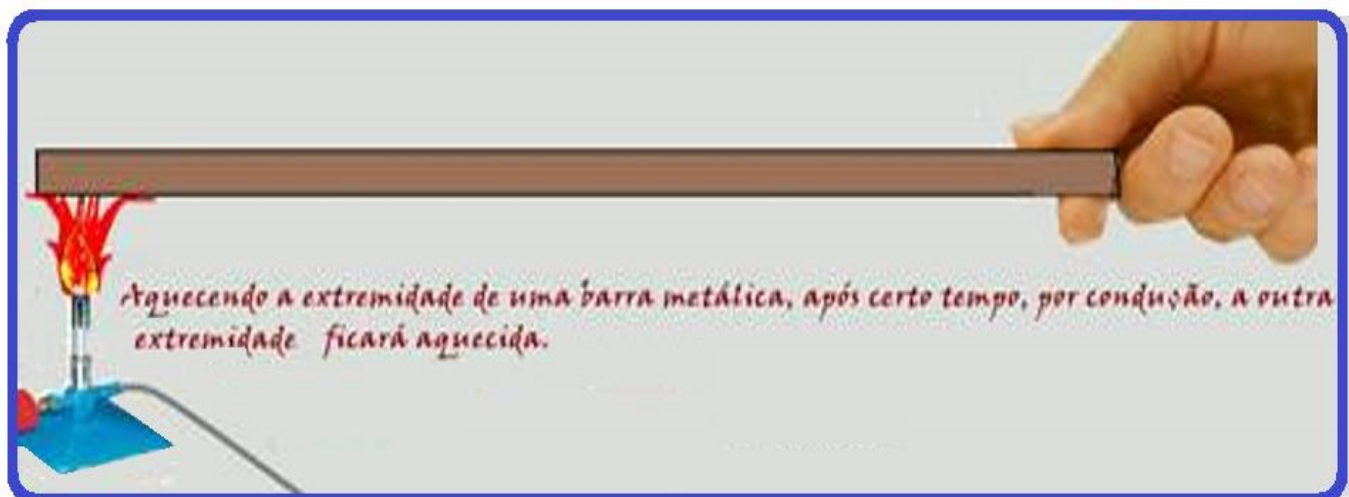 Aquecendo a extremidade de uma barra metálica, após certo tempo, por condução, a outra
extremidade ficará aquecida.